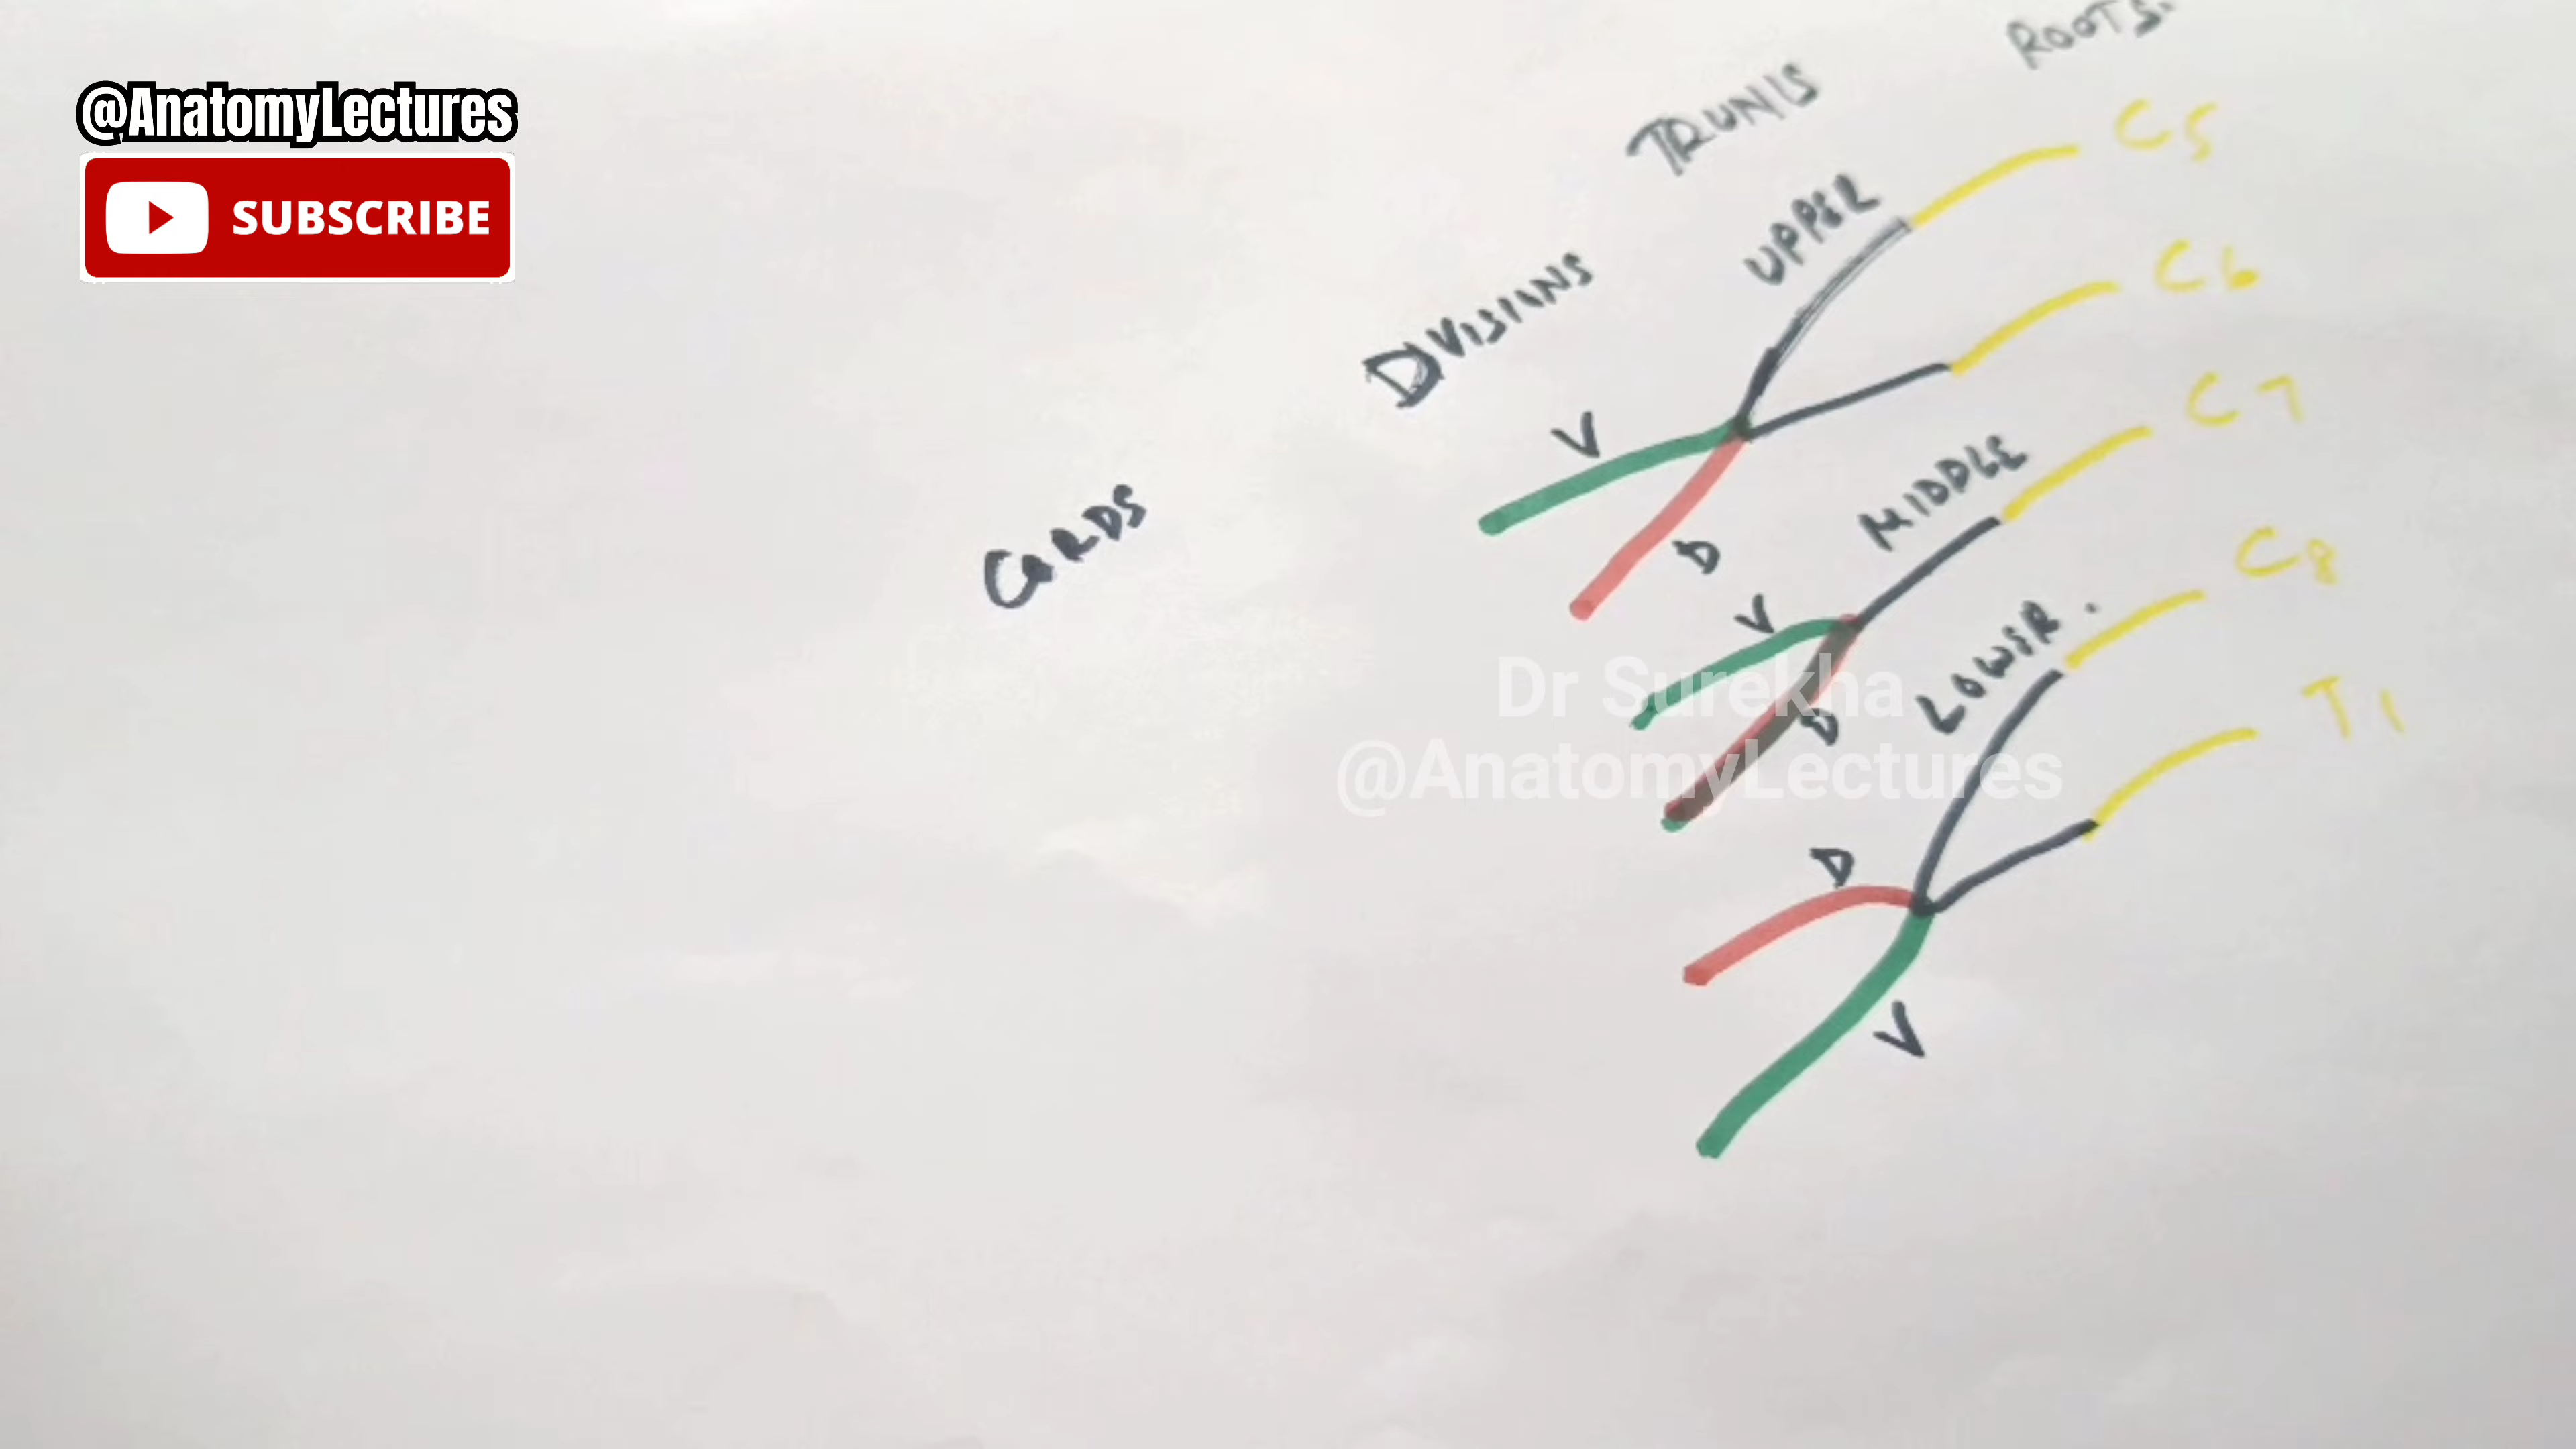 @AnatomyLectures
SUBSCRIBE
ROOTS.
TRUNKS
DIVISIONS
CORDS
UPPER
C5
C6
V
D
C7
MIDDLE
V
D
C8
LOWER.
T1
D
V
Dr Surekha
@AnatomyLectures